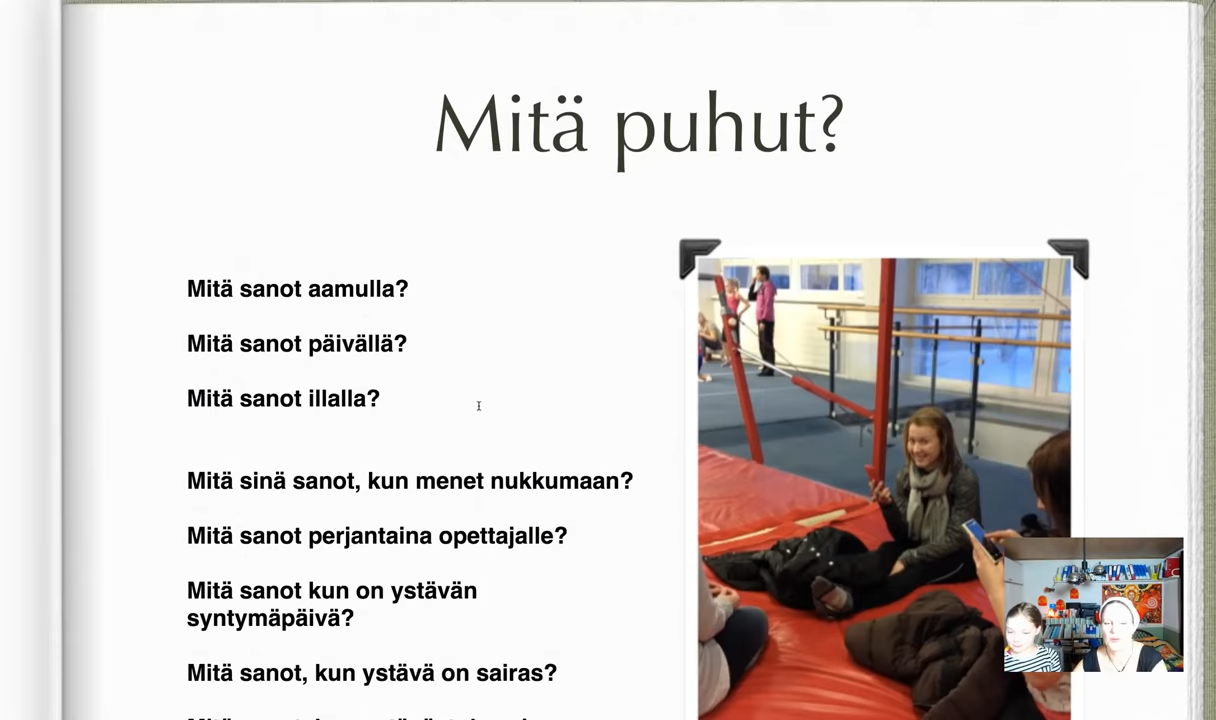 Mitä puhut?
Mitä sanot aamulla?
Mitä sanot päivällä?
Mitä sanot illalla?
Mitä sinä sanot, kun menet nukkumaan?
Mitä sanot perjantaina opettajalle?
Mitä sanot kun on ystävän
syntymäpäivä?
Mitä sanot, kun ystävä on sairas?